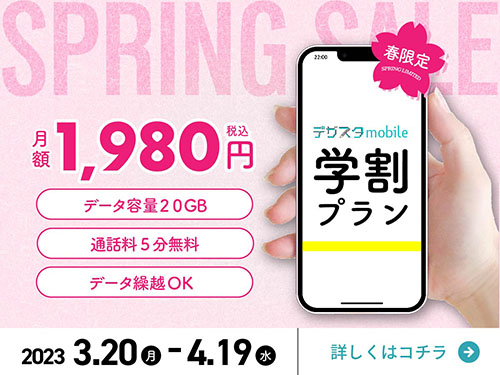 SPRING SALE
春限定
SPRING LIMITED
22:00
デザスタmobile
学割
プラン
月額1,980円税込
データ容量20GB
通話料5分無料
データ繰越OK
2023 3.20月-4.19水
詳しくはコチラ